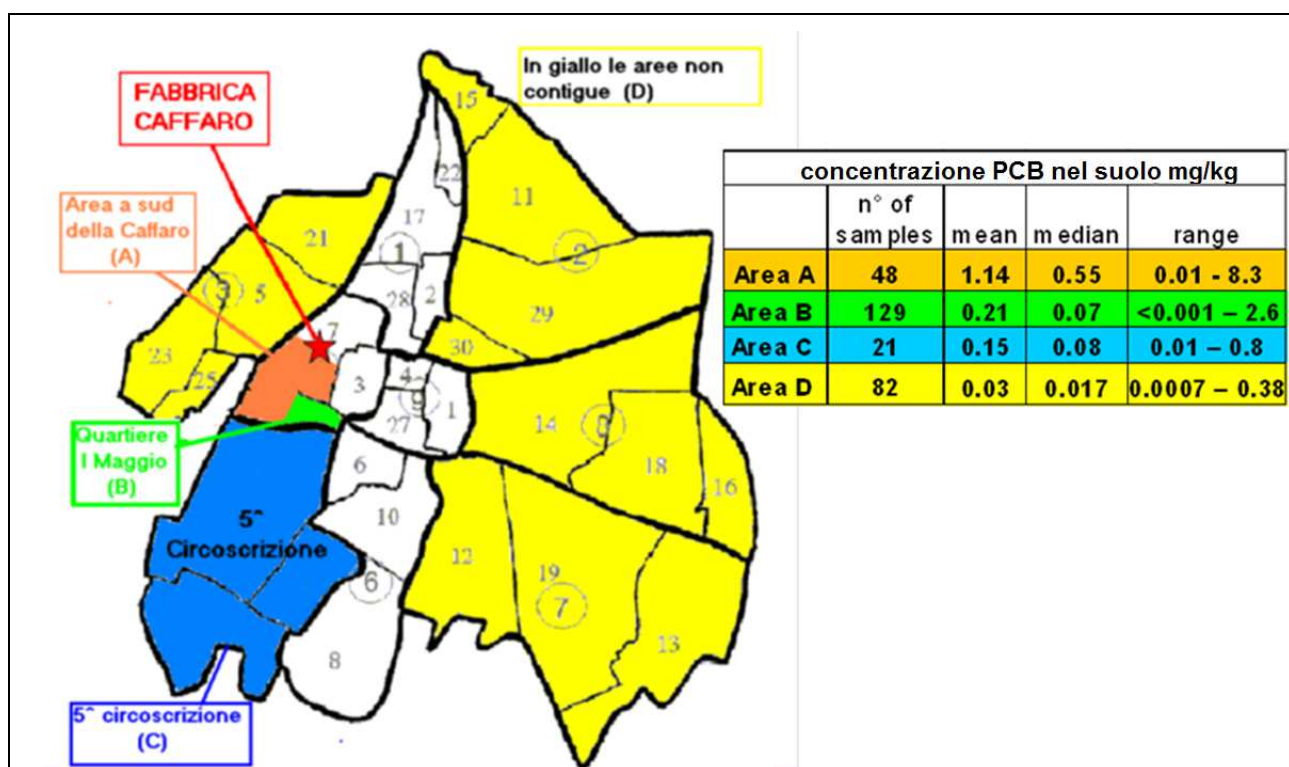 In giallo le aree non
contigue (D)
FABBRICA
CAFFARO
Area a sud
della Caffaro
(A)
Quartiere
I Maggio
(B)
5^
Circoscrizione
5^ circoscrizione
(C)
15
22
11
17
1
2
21
3
5
28
2
29
7
30
23
25
3
4
9
27
1
14
8
18
16
6
10
12
19
7
6
13
8
concentrazione PCB nel suolo mg/kg
n° of samples mean median range
Area A 48 1.14 0.55 0.01 - 8.3
Area B 129 0.21 0.07 <0.001 – 2.6
Area C 21 0.15 0.08 0.01 – 0.8
Area D 82 0.03 0.017 0.0007 – 0.38